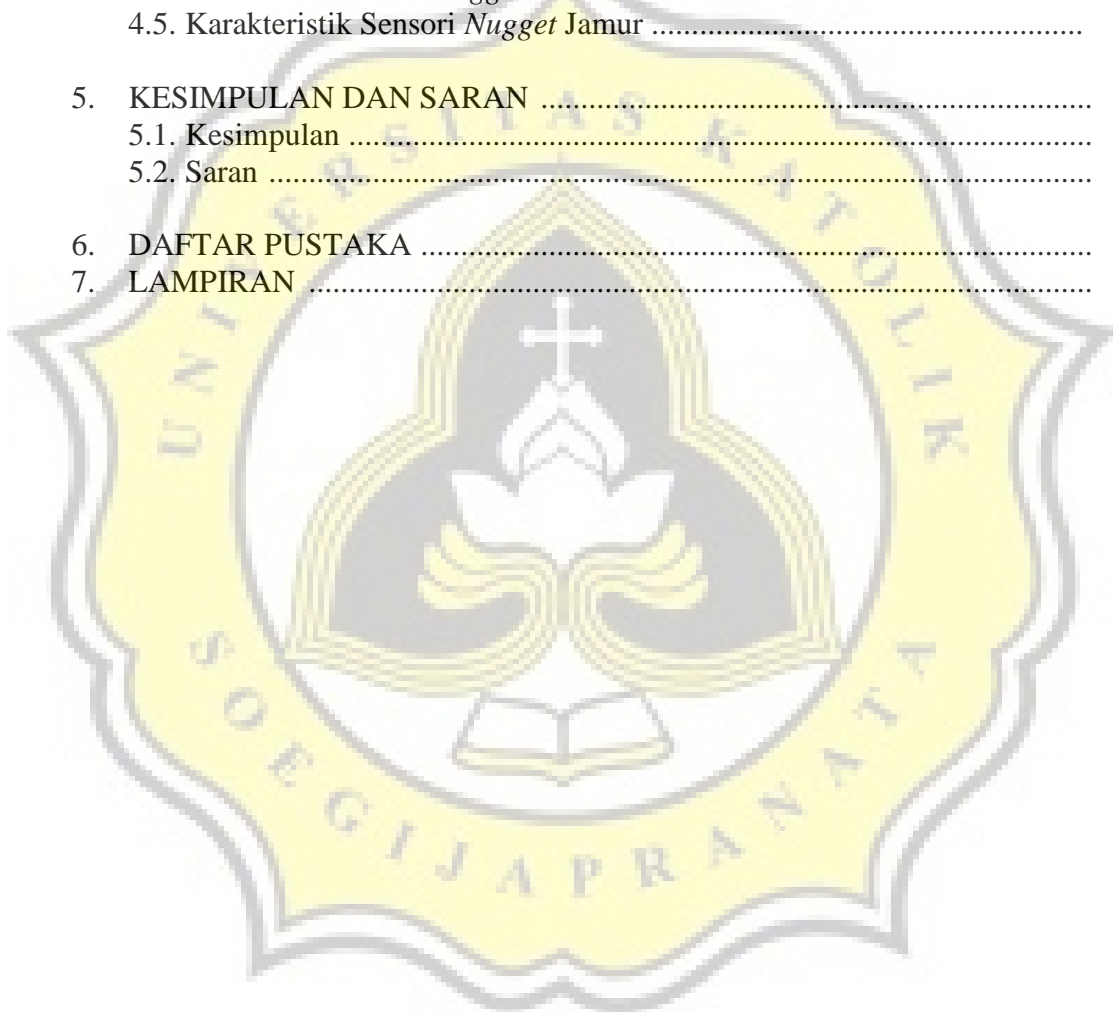 4.5. Karakteristik Sensori Nugget Jamur ......................................................
5. KESIMPULAN DAN SARAN ....................................................................
5.1. Kesimpulan ............................................................................................
5.2. Saran ......................................................................................................
6. DAFTAR PUSTAKA ...................................................................................
7. LAMPIRAN .................................................................................................
UNIVERSITAS KATOLIK
SOEGIJAPRANATA